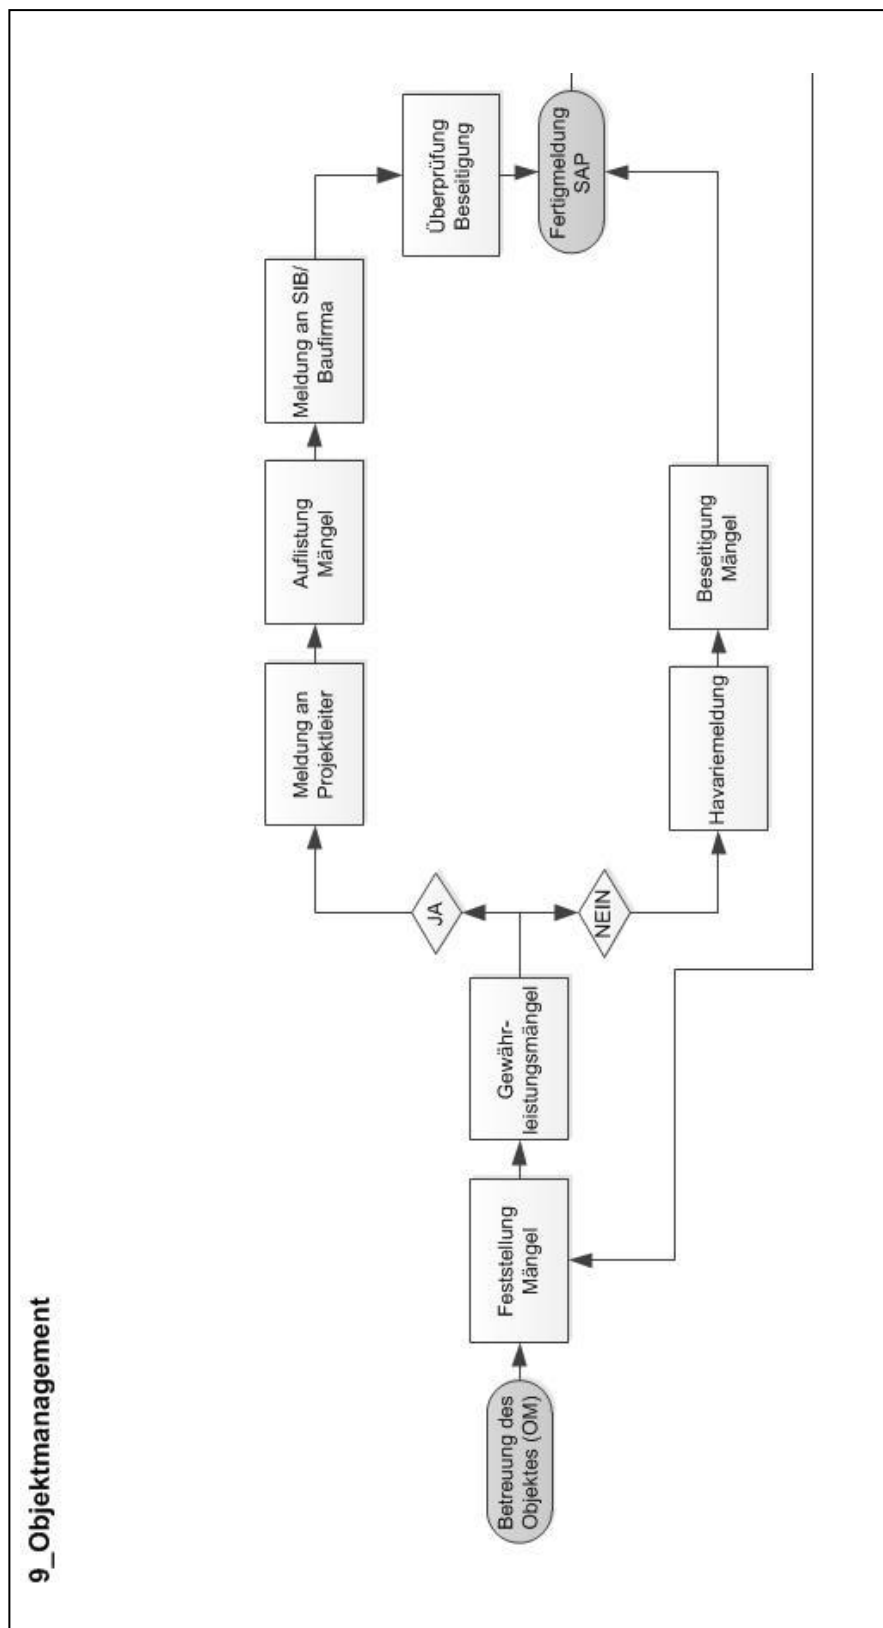 9_Objektmanagement
Betreuung des
Objektes (OM)
Feststellung
Mängel
Gewähr-
leistungsmängel
JA
Meldung an
Projektleiter
Auflistung
Mängel
Meldung an SIB/
Baufirma
Überprüfung
Beseitigung
NEIN
Havariemeldung
Beseitigung
Mängel
Fertigmeldung
SAP